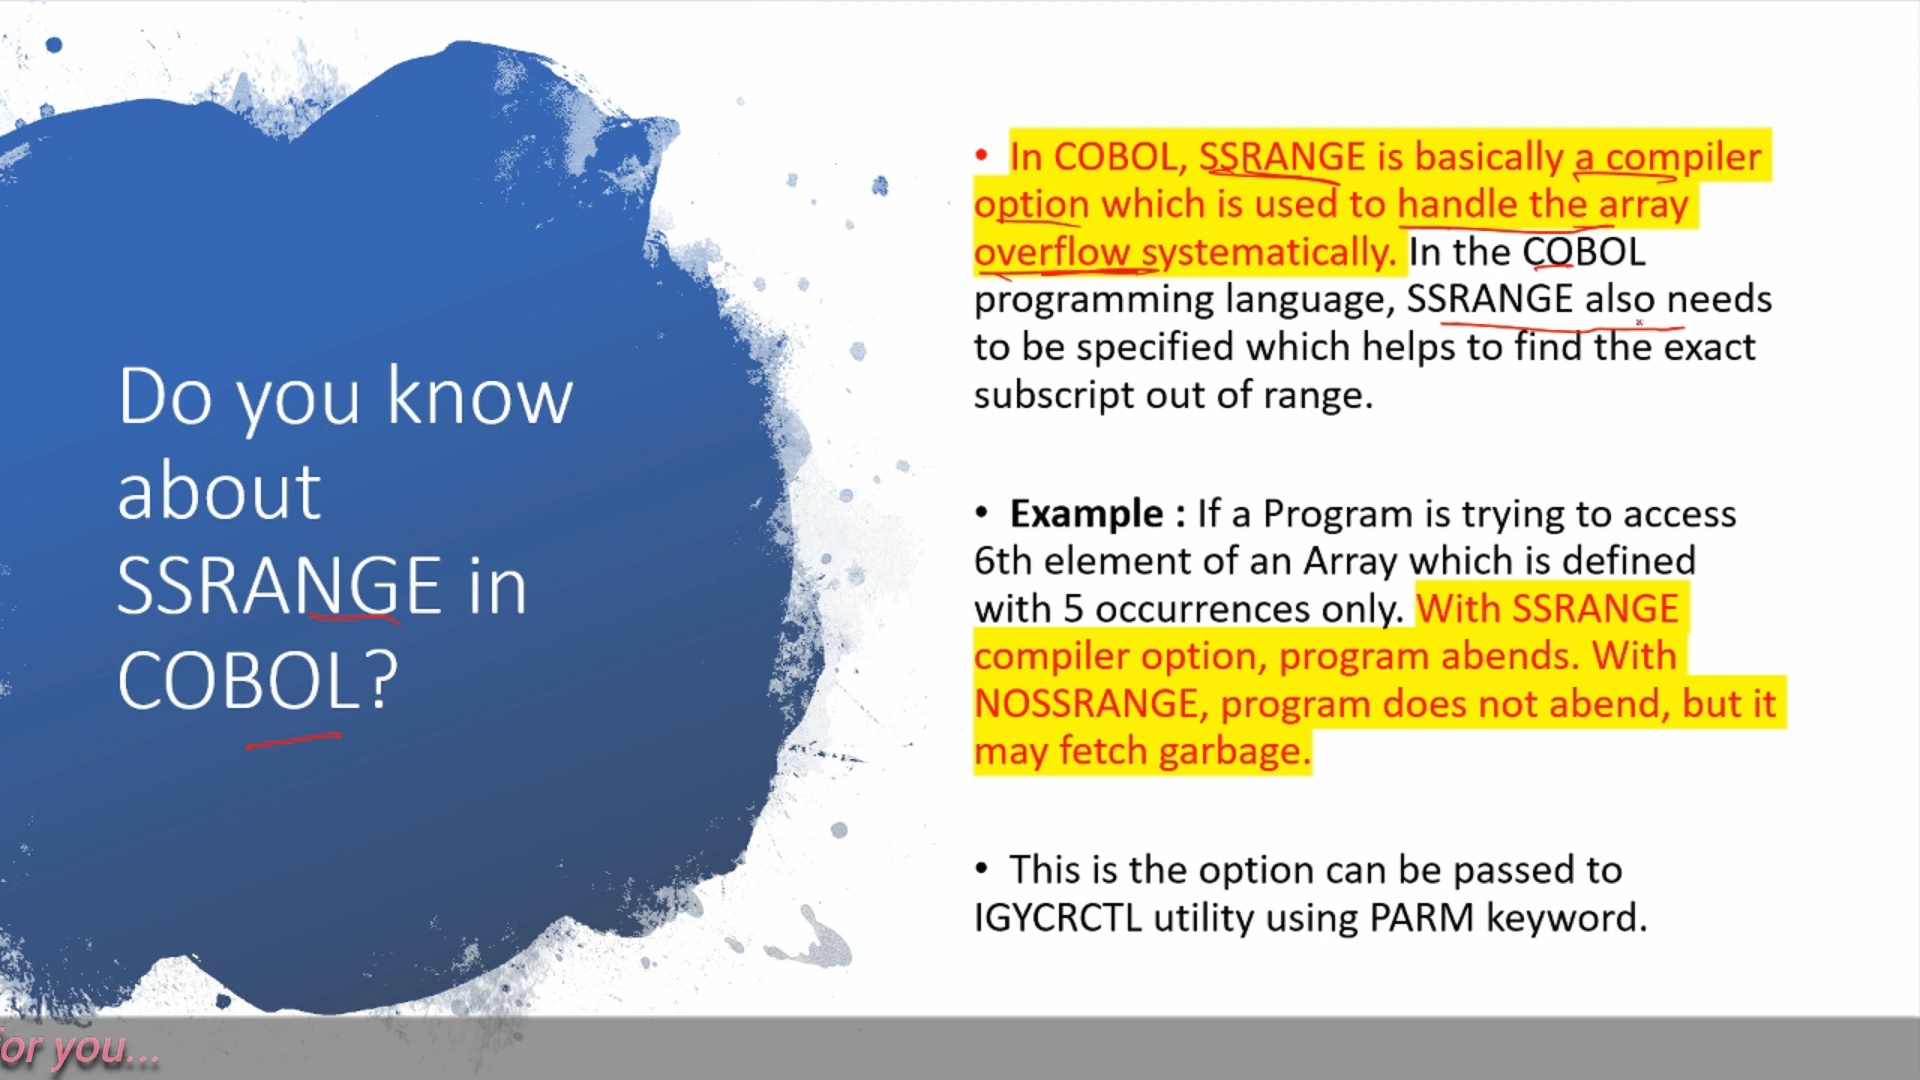 Do you know
about
SSRANGE in
COBOL?
• In COBOL, SSRANGE is basically a compiler
option which is used to handle the array
overflow systematically. In the COBOL
programming language, SSRANGE also needs
to be specified which helps to find the exact
subscript out of range.
• Example : If a Program is trying to access
6th element of an Array which is defined
with 5 occurrences only. With SSRANGE
compiler option, program abends. With
NOSSRANGE, program does not abend, but it
may fetch garbage.
• This is the option can be passed to
IGYCRCTL utility using PARM keyword.
for you...